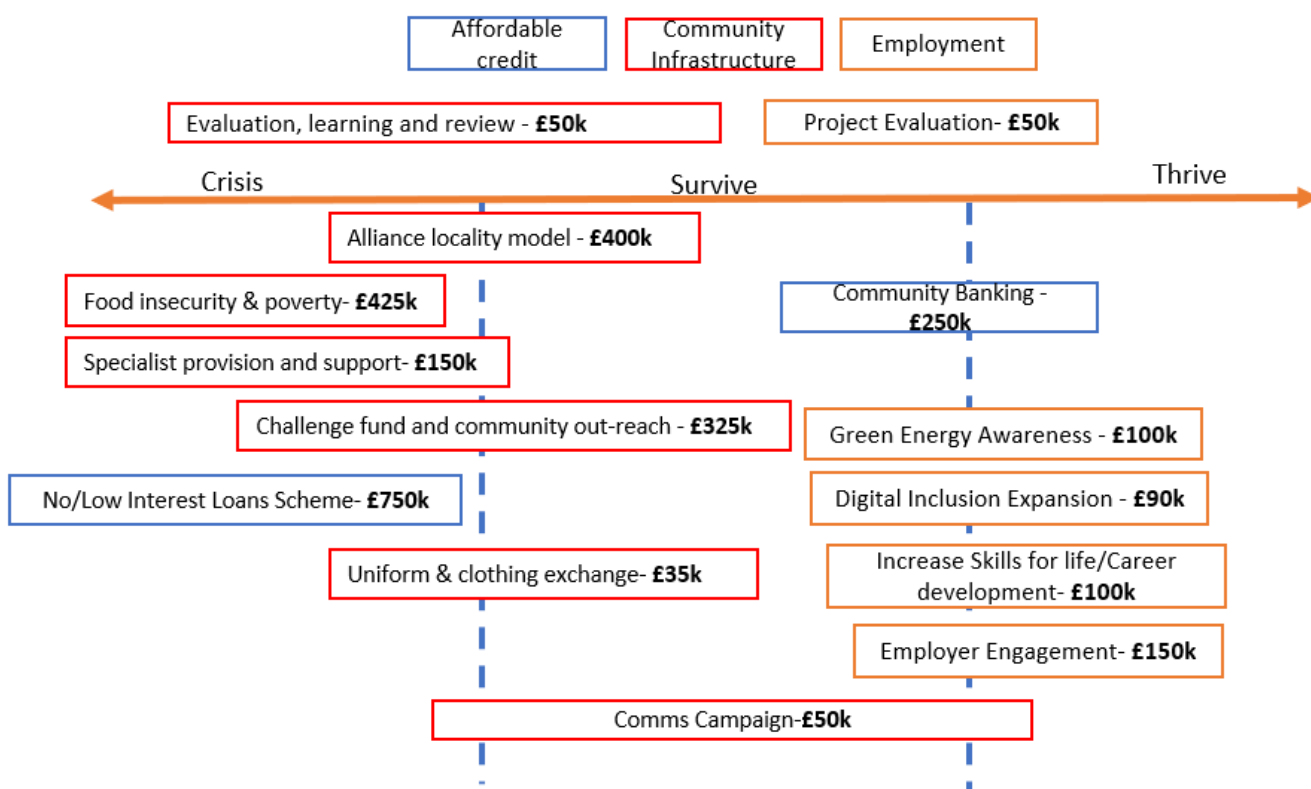 Affordable
credit
Community
Infrastructure
Employment
Evaluation, learning and review - £50k
Project Evaluation- £50k
Crisis
Survive
Thrive
Alliance locality model - £400k
Food insecurity & poverty- £425k
Community Banking -
£250k
Specialist provision and support- £150k
Challenge fund and community out-reach - £325k
Green Energy Awareness - £100k
No/Low Interest Loans Scheme- £750k
Digital Inclusion Expansion - £90k
Uniform & clothing exchange- £35k
Increase Skills for life/Career
development- £100k
Employer Engagement- £150k
Comms Campaign-£50k